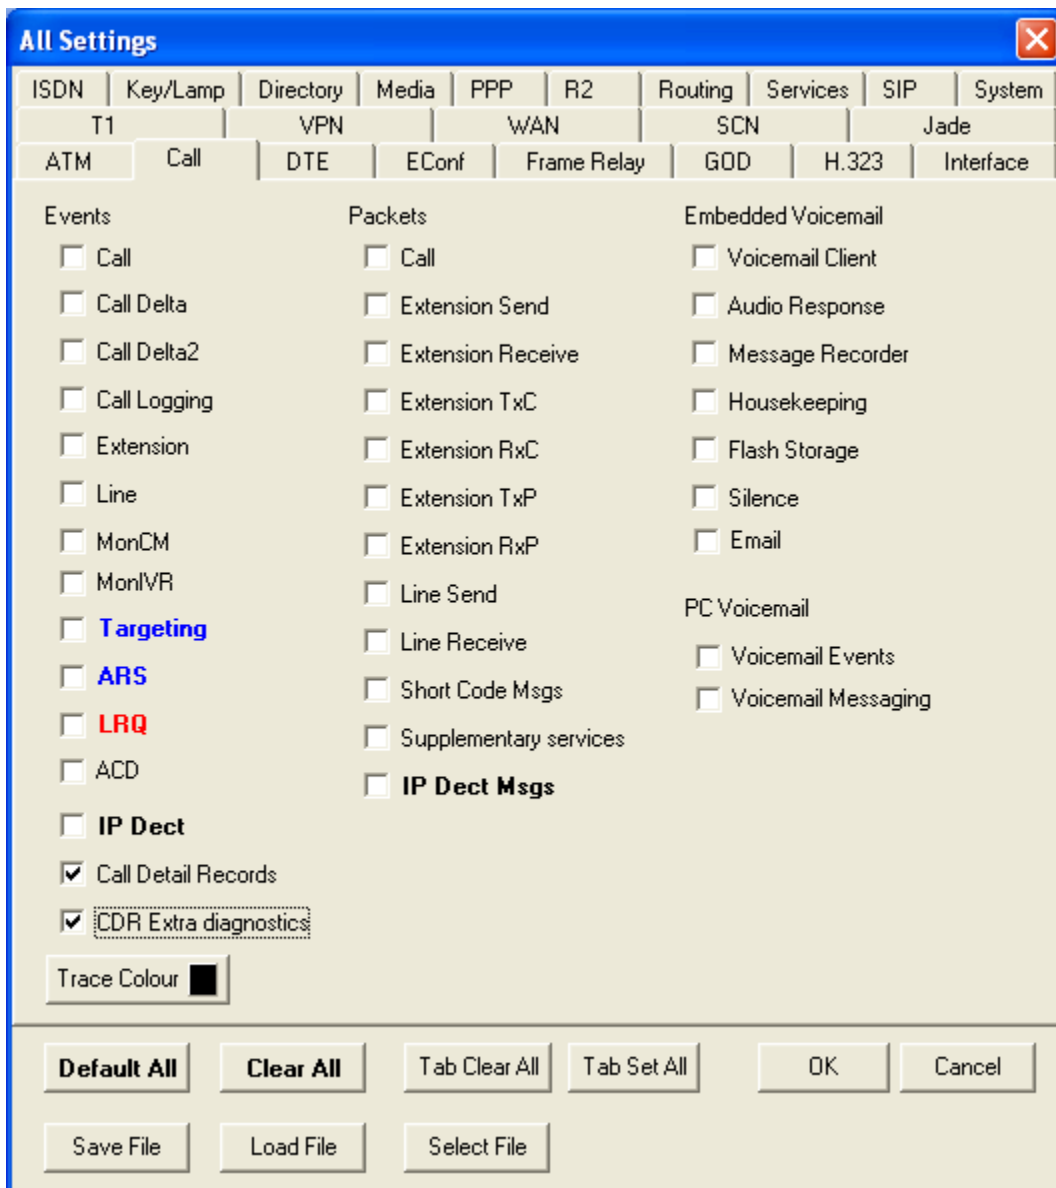 All Settings
ISDN Key/Lamp Directory Media PPP R2 Routing Services SIP System
T1 VPN WAN SCN Jade
ATM Call DTE EConf Frame Relay GOD H.323 Interface
Events
Call
Call Delta
Call Delta2
Call Logging
Extension
Line
MonCM
MonIVR
Targeting
ARS
LRQ
ACD
IP Dect
Call Detail Records
CDR Extra diagnostics
Trace Colour
Packets
Call
Extension Send
Extension Receive
Extension TxC
Extension RxC
Extension TxP
Extension RxP
Line Send
Line Receive
Short Code Msgs
Supplementary services
IP Dect Msgs
Embedded Voicemail
Voicemail Client
Audio Response
Message Recorder
Housekeeping
Flash Storage
Silence
Email
PC Voicemail
Voicemail Events
Voicemail Messaging
Default All Clear All Tab Clear All Tab Set All OK Cancel
Save File Load File Select File